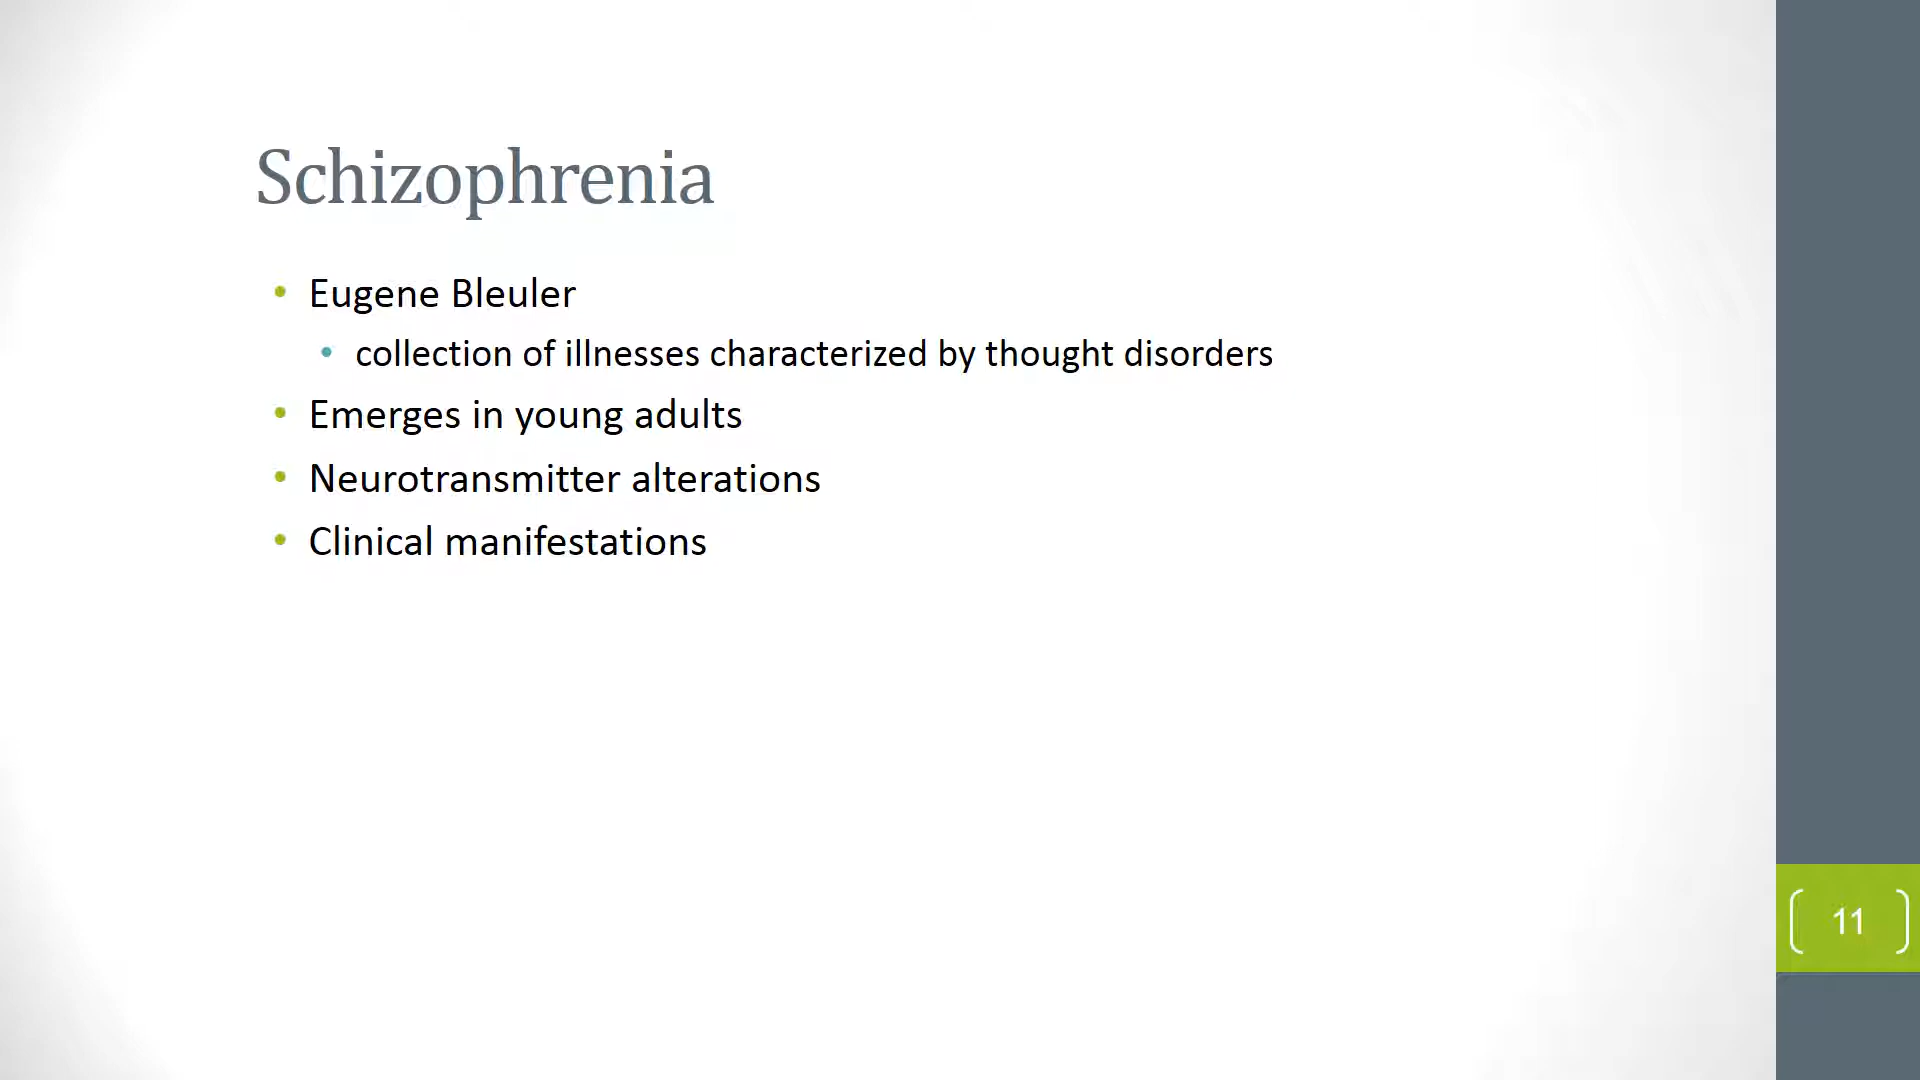 Schizophrenia
• Eugene Bleuler
• collection of illnesses characterized by thought disorders
• Emerges in young adults
• Neurotransmitter alterations
• Clinical manifestations
11